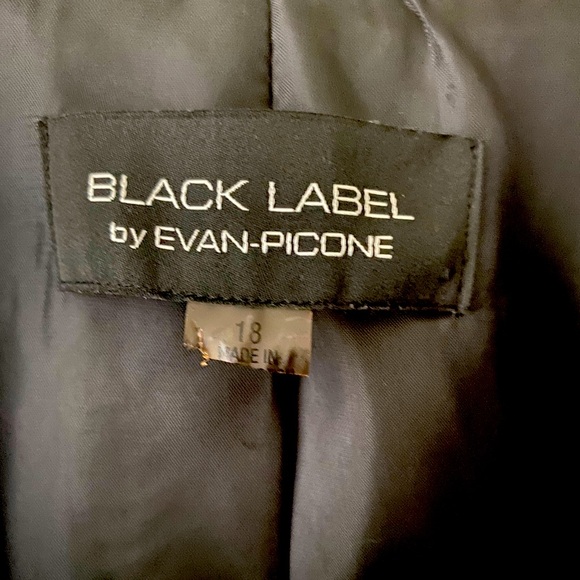 BLACK LABEL
by EVAN-PICONE
18
MADE IN